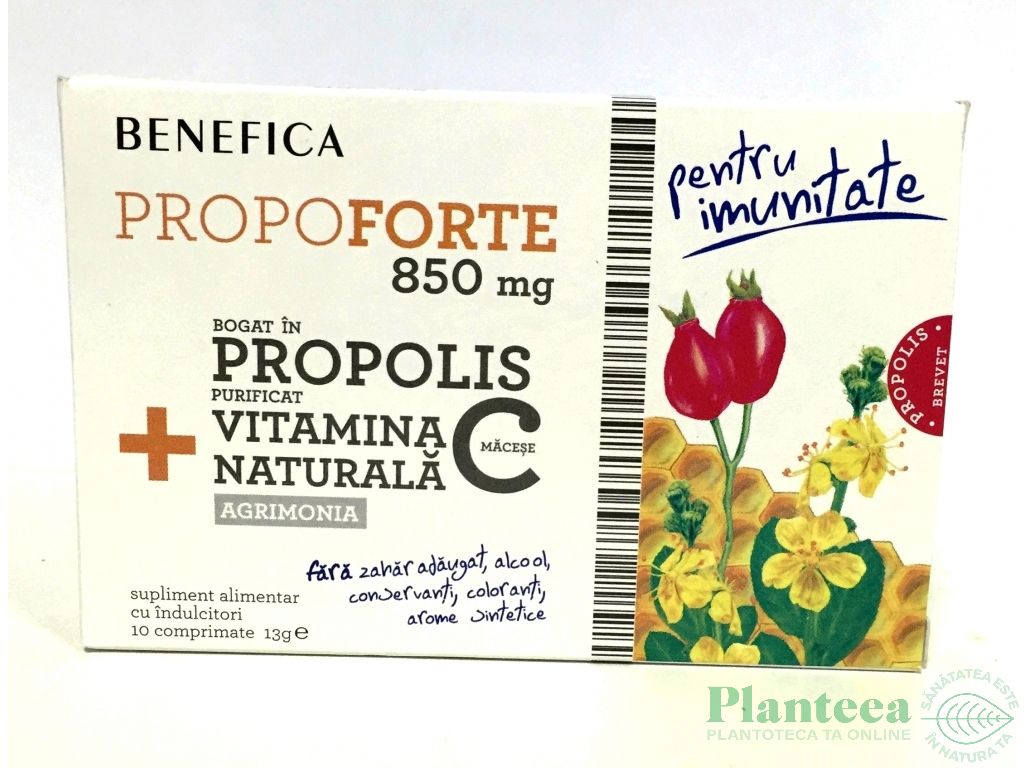 BENEFICA
PROPOFORTE
850 mg
BOGAT ÎN
PROPOLIS
PURIFICAT
+ VITAMINA C MĂCEȘE
NATURALĂ
AGRIMONIA
fără zahăr adăugat, alcool,
conservanți, coloranți,
arome sintetice
supliment alimentar
cu îndulcitori
10 comprimate 13g℮
pentru
imunitate
PROPOLIS
BREVET
Planteea
PLANTOTECA TA ONLINE
SĂNĂTATEA ESTE
ÎN NATURA TA